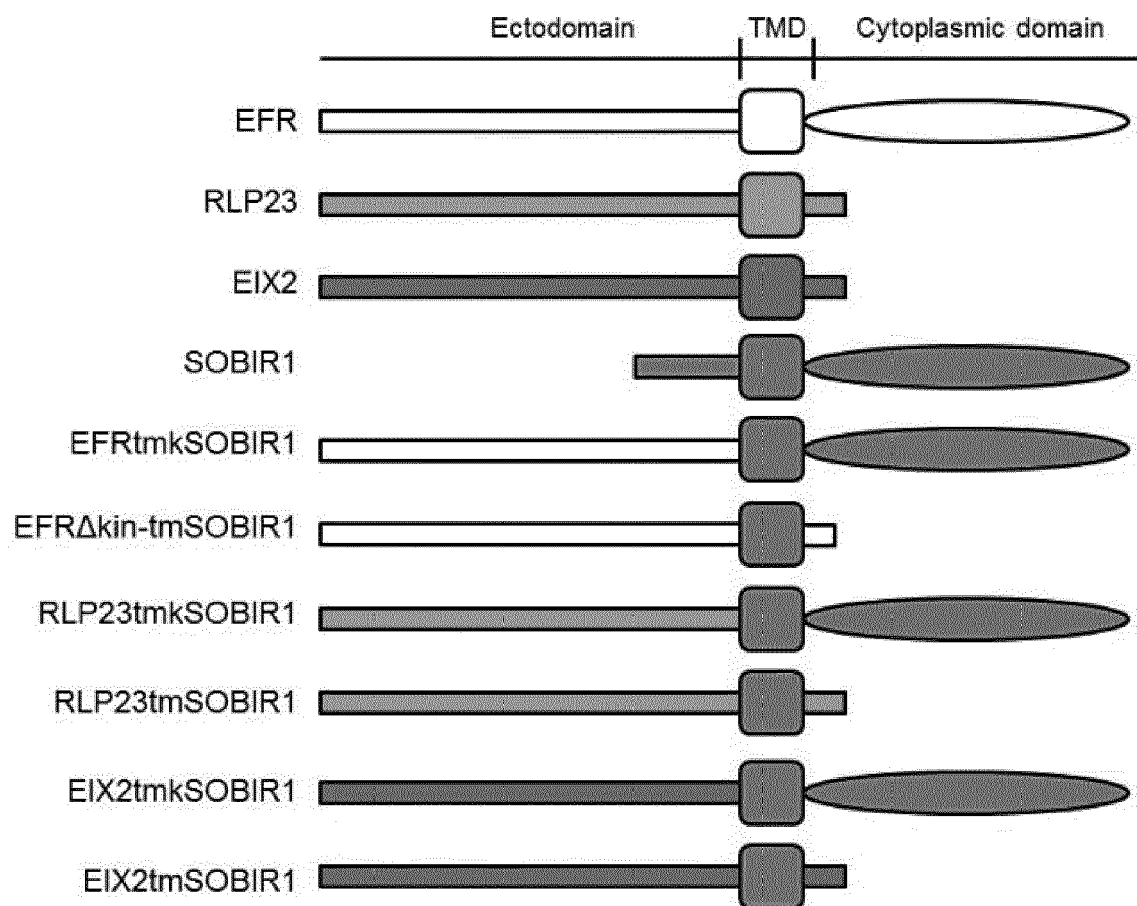 Ectodomain TMD Cytoplasmic domain
EFR
RLP23
EIX2
SOBIR1
EFRtmkSOBIR1
EFRΔkin-tmSOBIR1
RLP23tmkSOBIR1
RLP23tmSOBIR1
EIX2tmkSOBIR1
EIX2tmSOBIR1